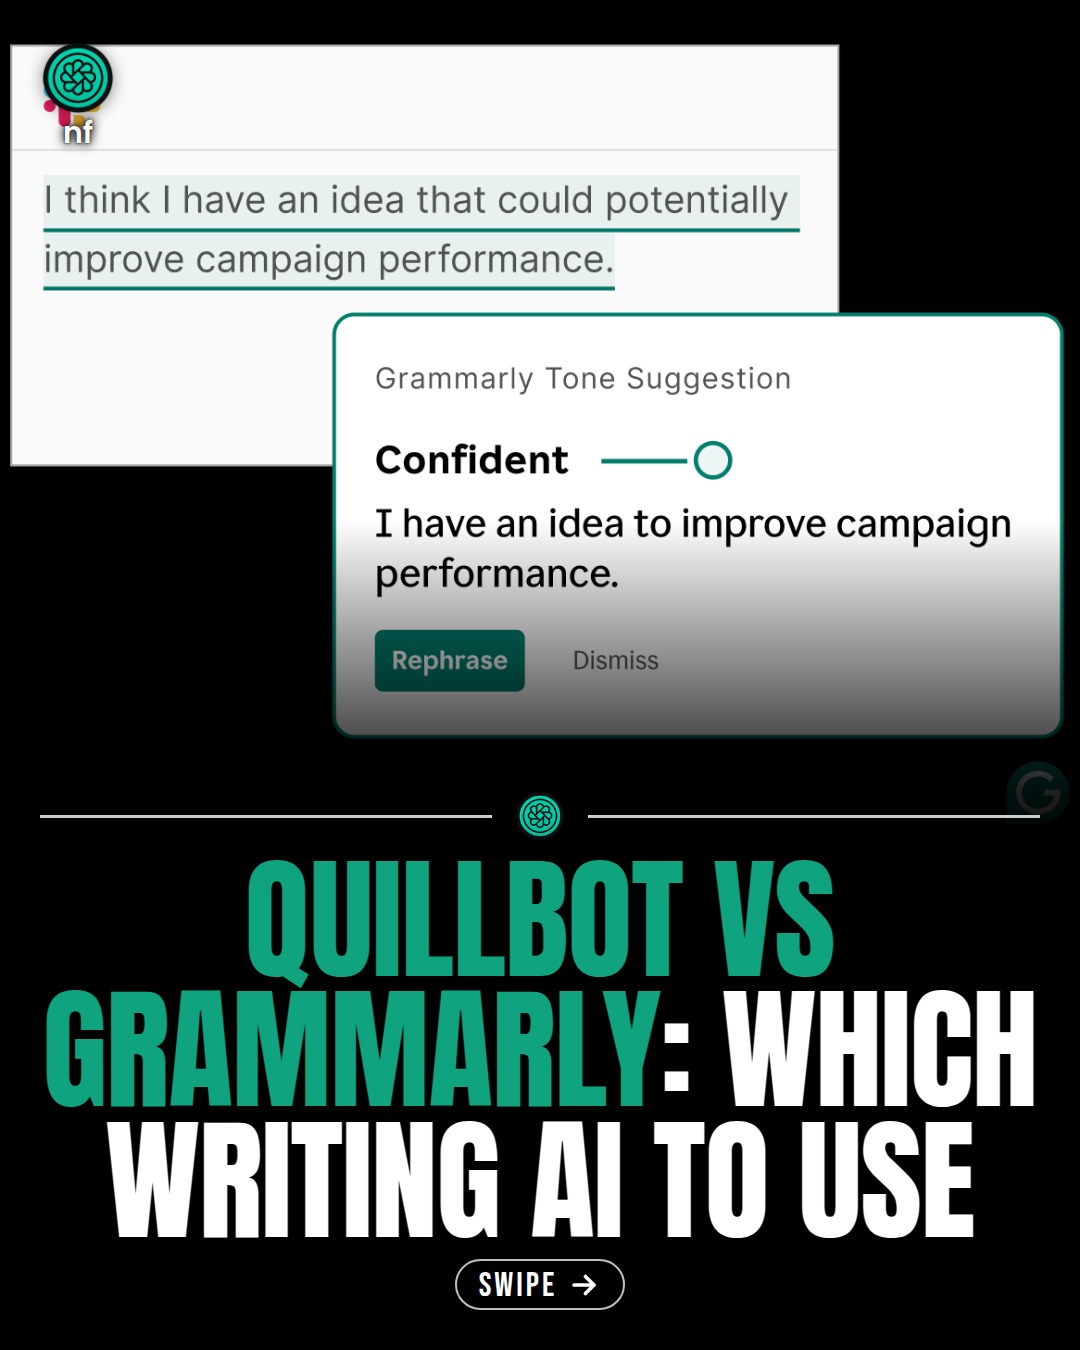 nf
I think I have an idea that could potentially
improve campaign performance.
Grammarly Tone Suggestion
Confident
I have an idea to improve campaign
performance.
Rephrase Dismiss
QUILLBOT VS
GRAMMARLY: WHICH
WRITING AI TO USE
SWIPE →